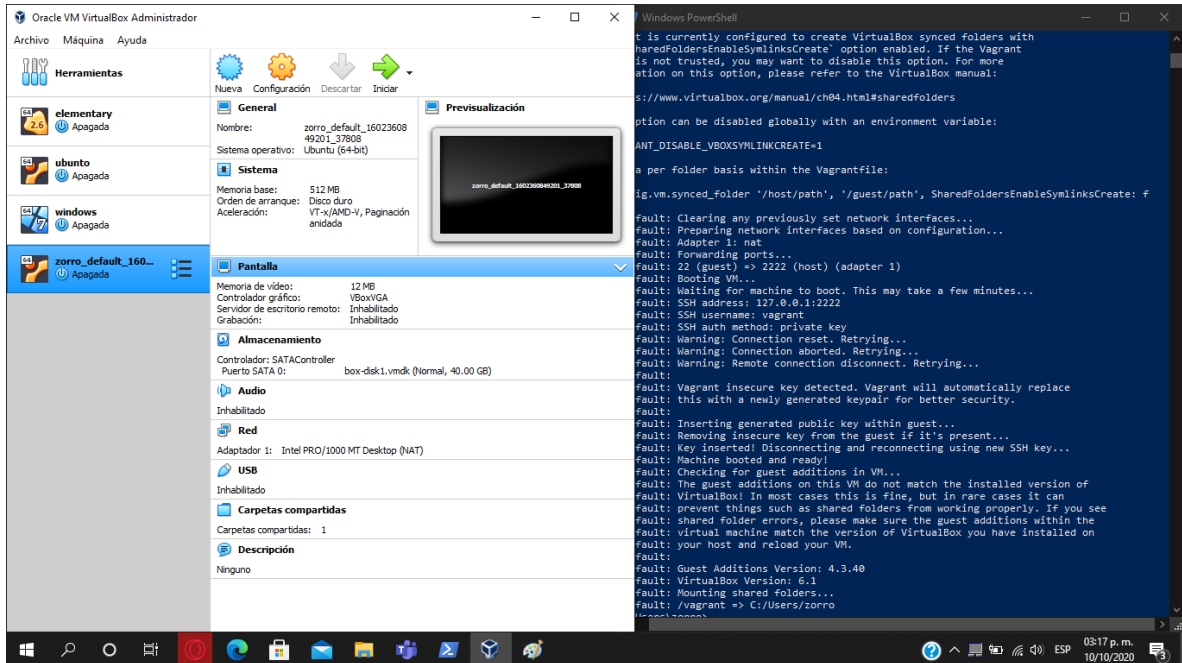 Oracle VM VirtualBox Administrador
Archivo Máquina Ayuda
Herramientas
Nueva Configuración Descartar Iniciar
64
2.6
elementary
Apagada
64
ubunto
Apagada
64
windows
Apagada
64
zorro_default_160...
Apagada
General
Nombre: zorro_default_16023608
49201_37808
Sistema operativo: Ubuntu (64-bit)
Sistema
Memoria base: 512 MB
Orden de arranque: Disco duro
Aceleración: VT-x/AMD-V, Paginación
anidada
Previsualización
zorro_default_1602360849201_37808
Pantalla
Memoria de vídeo: 12 MB
Controlador gráfico: VBoxVGA
Servidor de escritorio remoto: Inhabilitado
Grabación: Inhabilitado
Almacenamiento
Controlador: SATAController
Puerto SATA 0: box-disk1.vmdk (Normal, 40.00 GB)
Audio
Inhabilitado
Red
Adaptador 1: Intel PRO/1000 MT Desktop (NAT)
USB
Inhabilitado
Carpetas compartidas
Carpetas compartidas: 1
Descripción
Ninguno
Windows PowerShell
t is currently configured to create VirtualBox synced folders with
haredFoldersEnableSymlinksCreate` option enabled. If the Vagrant
is not trusted, you may want to disable this option. For more
ation on this option, please refer to the VirtualBox manual:
s://www.virtualbox.org/manual/ch04.html#sharedfolders
ption can be disabled globally with an environment variable:
ANT_DISABLE_VBOXSYMLINKCREATE=1
a per folder basis within the Vagrantfile:
ig.vm.synced_folder '/host/path', '/guest/path', SharedFoldersEnableSymlinksCreate: f
fault: Clearing any previously set network interfaces...
fault: Preparing network interfaces based on configuration...
fault: Adapter 1: nat
fault: Forwarding ports...
fault: 22 (guest) => 2222 (host) (adapter 1)
fault: Booting VM...
fault: Waiting for machine to boot. This may take a few minutes...
fault: SSH address: 127.0.0.1:2222
fault: SSH username: vagrant
fault: SSH auth method: private key
fault: Warning: Connection reset. Retrying...
fault: Warning: Connection aborted. Retrying...
fault: Warning: Remote connection disconnect. Retrying...
fault:
fault: Vagrant insecure key detected. Vagrant will automatically replace
fault: this with a newly generated keypair for better security.
fault:
fault: Inserting generated public key within guest...
fault: Removing insecure key from the guest if it's present...
fault: Key inserted! Disconnecting and reconnecting using new SSH key...
fault: Machine booted and ready!
fault: Checking for guest additions in VM...
fault: The guest additions on this VM do not match the installed version of
fault: VirtualBox! In most cases this is fine, but in rare cases it can
fault: prevent things such as shared folders from working properly. If you see
fault: shared folder errors, please make sure the guest additions within the
fault: virtual machine match the version of VirtualBox you have installed on
fault: your host and reload your VM.
fault:
fault: Guest Additions Version: 4.3.40
fault: VirtualBox Version: 6.1
fault: Mounting shared folders...
fault: /vagrant => C:/Users/zorro
Users\zorro>
ESP
03:17 p. m.
10/10/2020
3